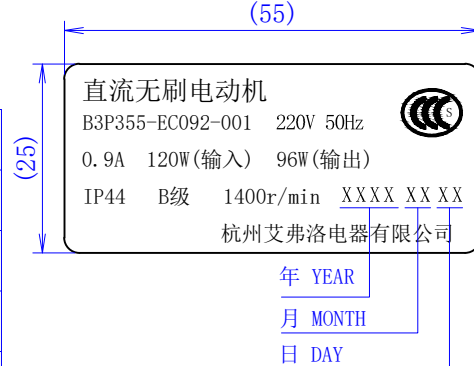 (55)
直流无刷电动机
B3P355-EC092-001 220V 50Hz
S
(25)
0.9A 120W(输入) 96W(输出)
IP44 B级 1400r/min XXXX XX XX
杭州艾弗洛电器有限公司
年 YEAR
月 MONTH
日 DAY